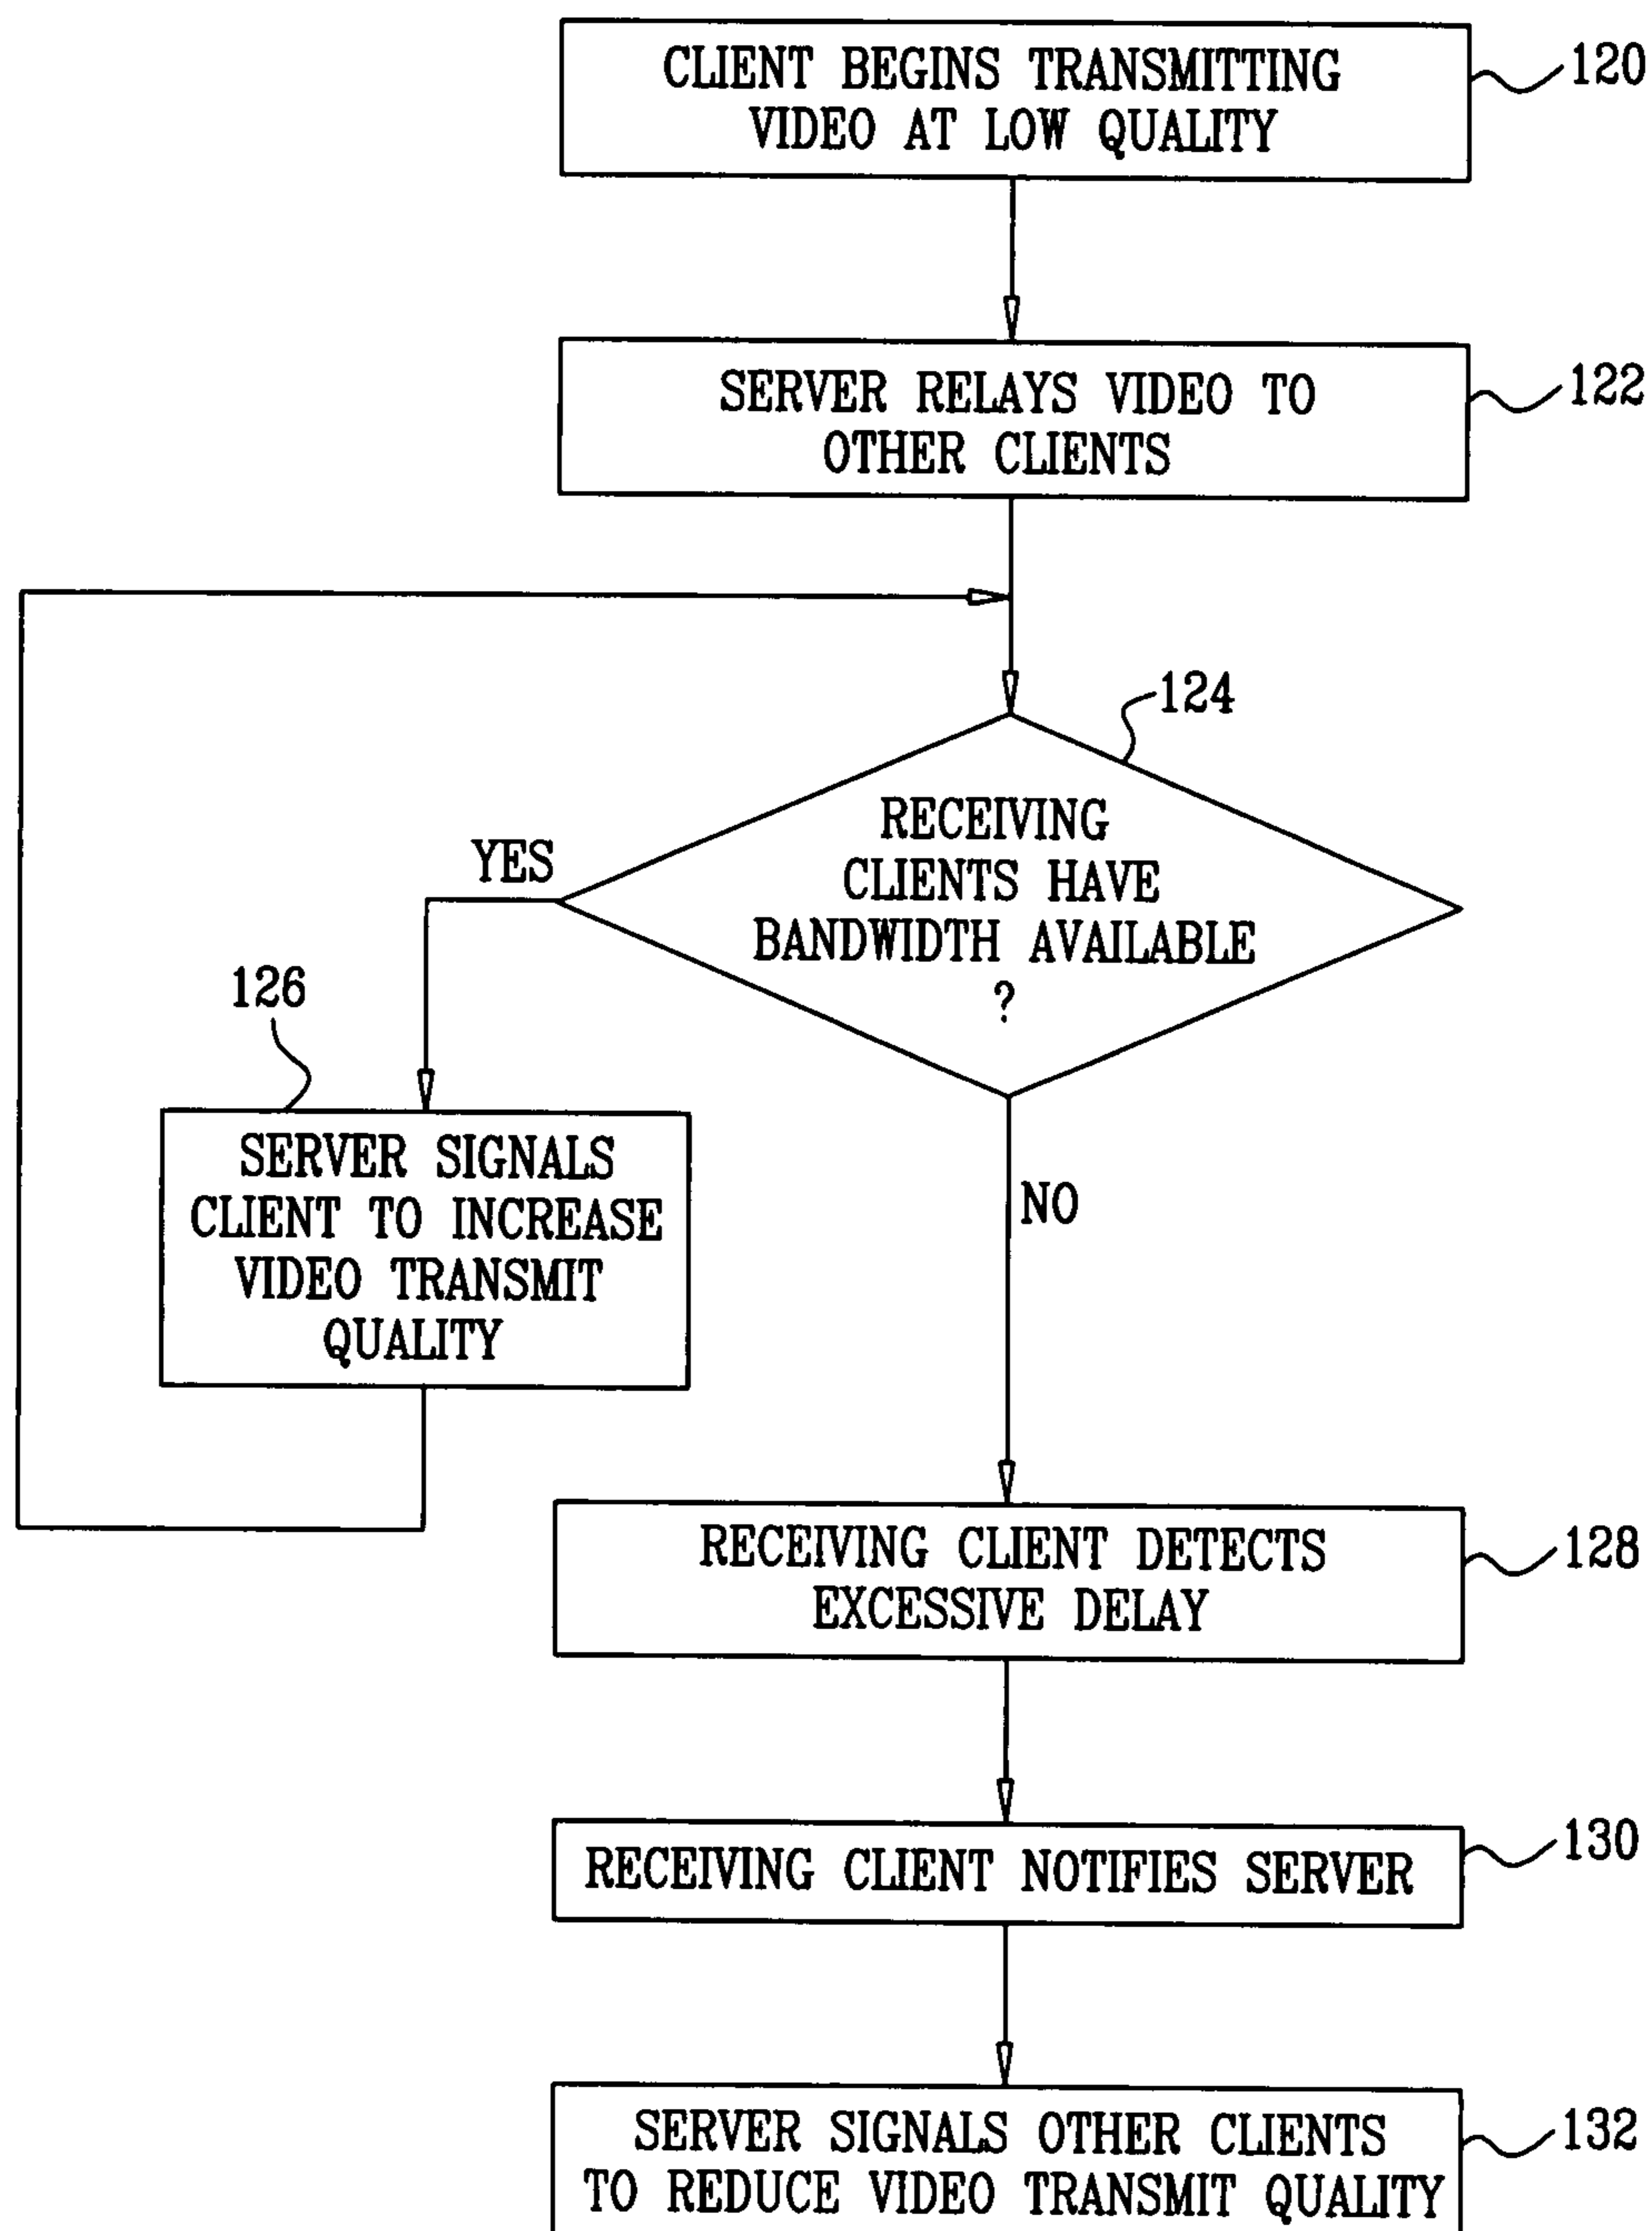 CLIENT BEGINS TRANSMITTING
VIDEO AT LOW QUALITY
120
SERVER RELAYS VIDEO TO
OTHER CLIENTS
122
124
RECEIVING
CLIENTS HAVE
BANDWIDTH AVAILABLE
?
YES
126
SERVER SIGNALS
CLIENT TO INCREASE
VIDEO TRANSMIT
QUALITY
NO
RECEIVING CLIENT DETECTS
EXCESSIVE DELAY
128
RECEIVING CLIENT NOTIFIES SERVER
130
SERVER SIGNALS OTHER CLIENTS
TO REDUCE VIDEO TRANSMIT QUALITY
132